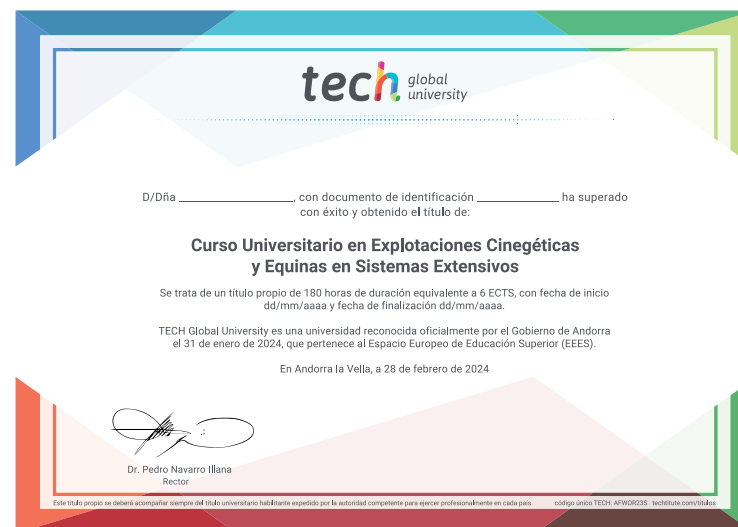 tech global university
D/Dña ____________________, con documento de identificación ______________ ha superado
con éxito y obtenido el título de:
Curso Universitario en Explotaciones Cinegéticas
y Equinas en Sistemas Extensivos
Se trata de un título propio de 180 horas de duración equivalente a 6 ECTS, con fecha de inicio
dd/mm/aaaa y fecha de finalización dd/mm/aaaa.
TECH Global University es una universidad reconocida oficialmente por el Gobierno de Andorra
el 31 de enero de 2024, que pertenece al Espacio Europeo de Educación Superior (EEES).
En Andorra la Vella, a 28 de febrero de 2024
Dr. Pedro Navarro Illana
Rector
Este título propio se deberá acompañar siempre del título universitario habilitante expedido por la autoridad competente para ejercer profesionalmente en cada país. código único TECH: AFWOR23S techtitute.com/títulos